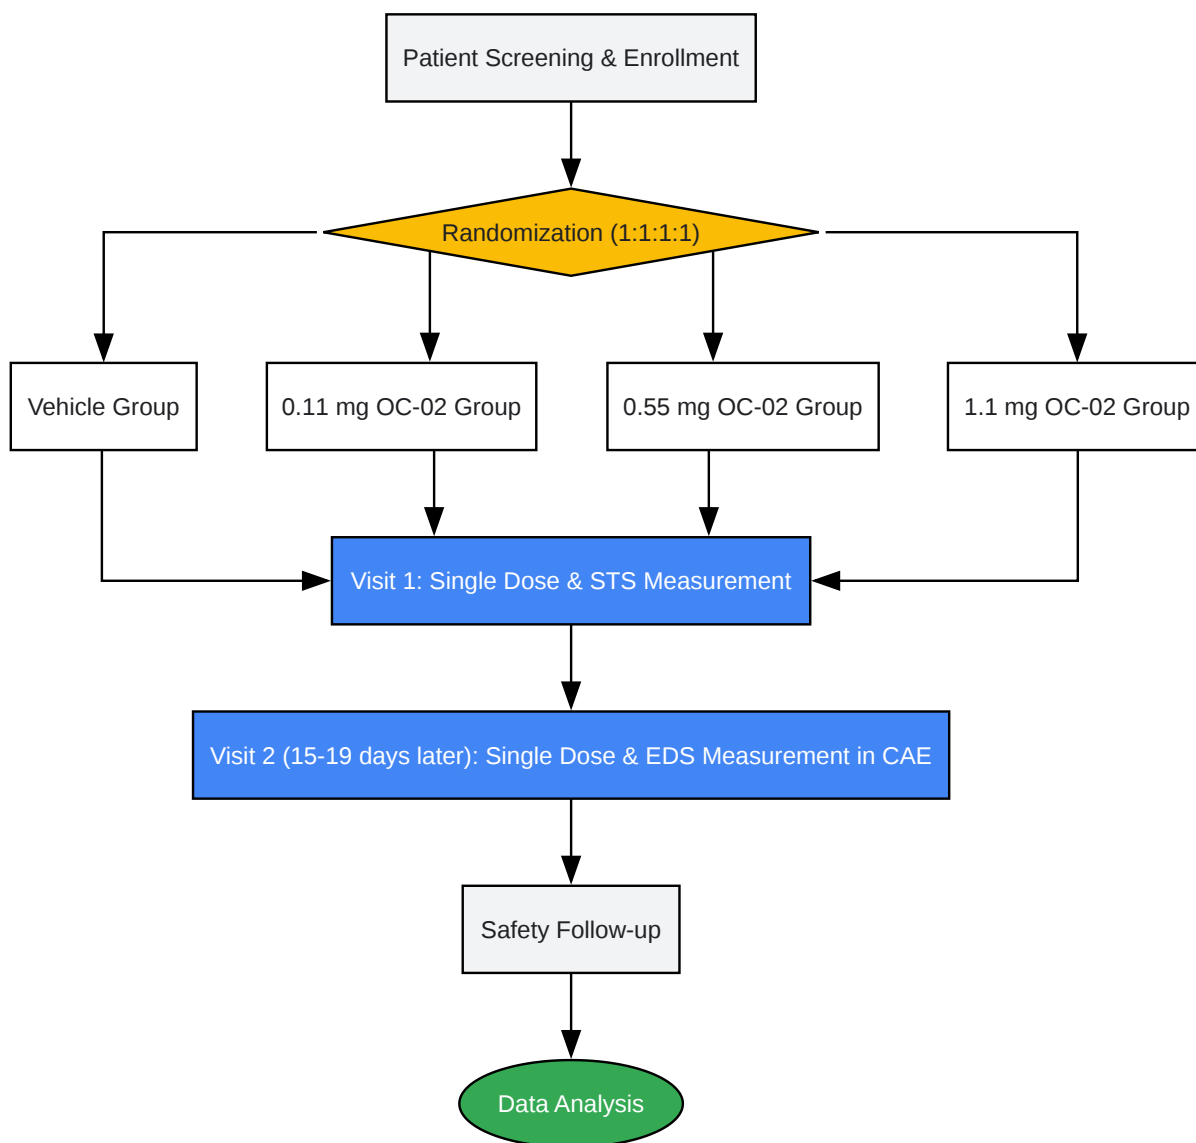 Patient Screening & Enrollment
Randomization (1:1:1:1)
Vehicle Group
0.11 mg OC-02 Group
0.55 mg OC-02 Group
1.1 mg OC-02 Group
Visit 1: Single Dose & STS Measurement
Visit 2 (15-19 days later): Single Dose & EDS Measurement in CAE
Safety Follow-up
Data Analysis